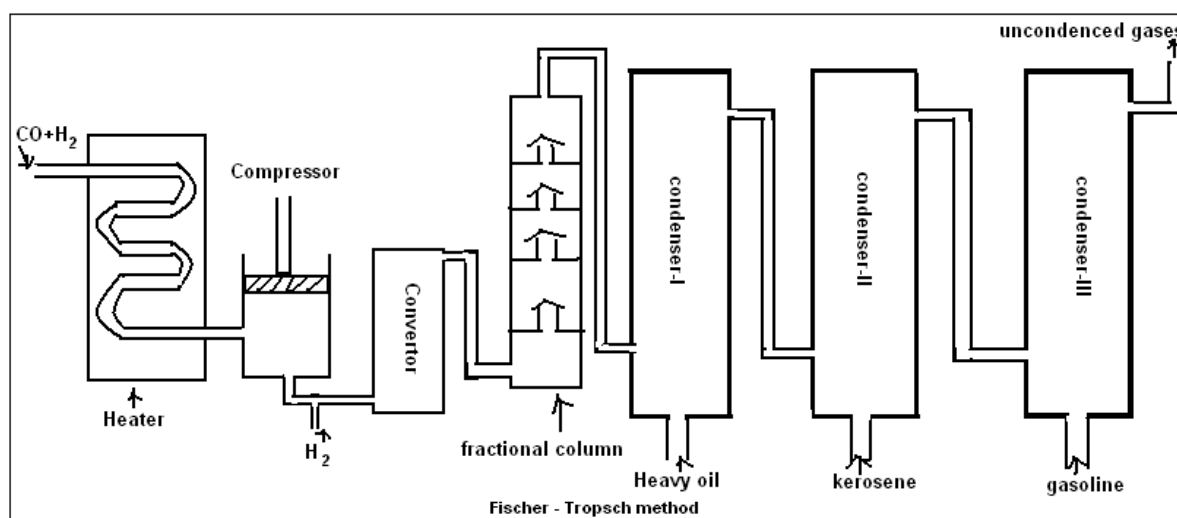 uncondenced gases
CO+H2
Compressor
condenser-I
condenser-II
condenser-III
Convertor
Heater
H2
fractional column
Heavy oil
kerosene
gasoline
Fischer - Tropsch method